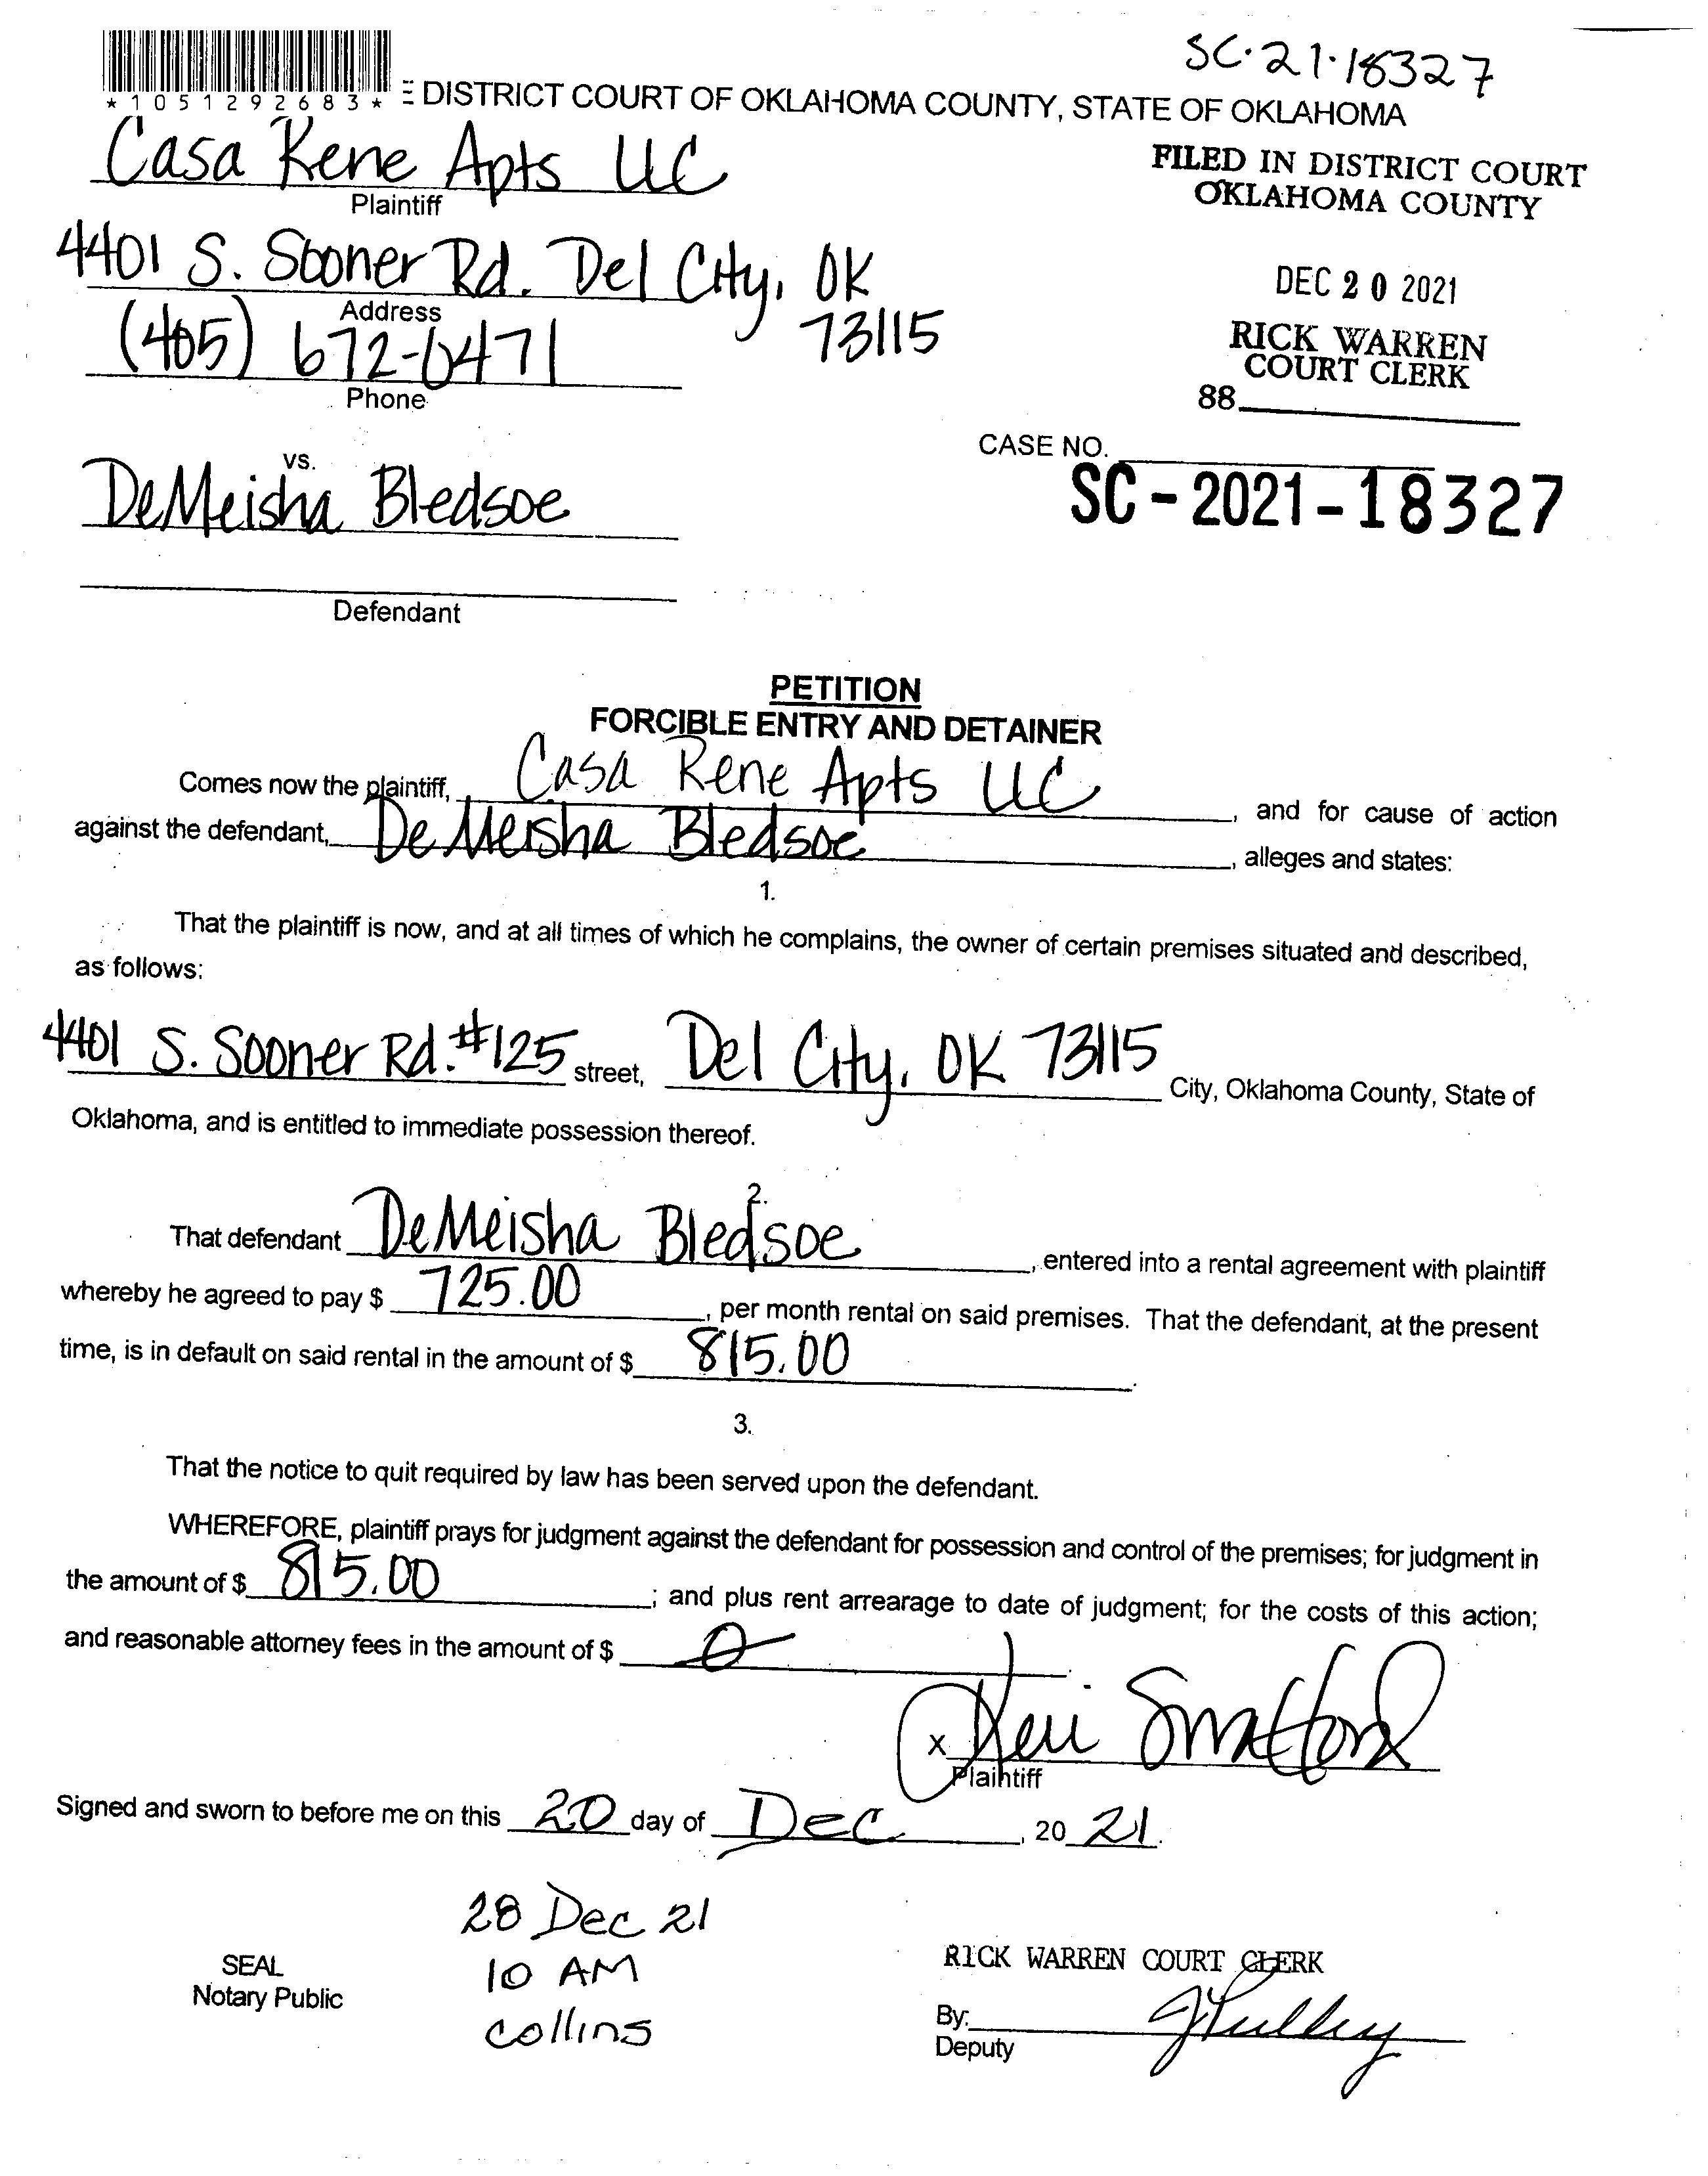 SC·21·18327
*1051292683* E DISTRICT COURT OF OKLAHOMA COUNTY, STATE OF OKLAHOMA
Casa Rene Apts LLC
Plaintiff
FILED IN DISTRICT COURT
OKLAHOMA COUNTY
4401 S. Sooner Rd. Del City, OK
73115
Address
DEC 20 2021
(405) 672-0471
Phone
RICK WARREN
COURT CLERK
88
CASE NO.
SC-2021-18327
vs.
DeMeisha Bledsoe
Defendant
PETITION
FORCIBLE ENTRY AND DETAINER
Comes now the plaintiff, Casa Rene Apts LLC, and for cause of action
against the defendant, DeMeisha Bledsoe, alleges and states:
1.
That the plaintiff is now, and at all times of which he complains, the owner of certain premises situated and described,
as follows:
4401 S. Sooner Rd. #125 street, Del City, OK 73115 City, Oklahoma County, State of
Oklahoma, and is entitled to immediate possession thereof.
2.
That defendant DeMeisha Bledsoe, entered into a rental agreement with plaintiff
whereby he agreed to pay $ 725.00, per month rental on said premises. That the defendant, at the present
time, is in default on said rental in the amount of $ 815.00.
3.
That the notice to quit required by law has been served upon the defendant.
WHEREFORE, plaintiff prays for judgment against the defendant for possession and control of the premises; for judgment in
the amount of $ 815.00; and plus rent arrearage to date of judgment; for the costs of this action;
and reasonable attorney fees in the amount of $ 0.
X Keri
Plaintiff
Signed and sworn to before me on this 20 day of Dec, 20 21.
28 Dec 21
10 AM
collins
SEAL
Notary Public
RICK WARREN COURT CLERK
By:
Deputy